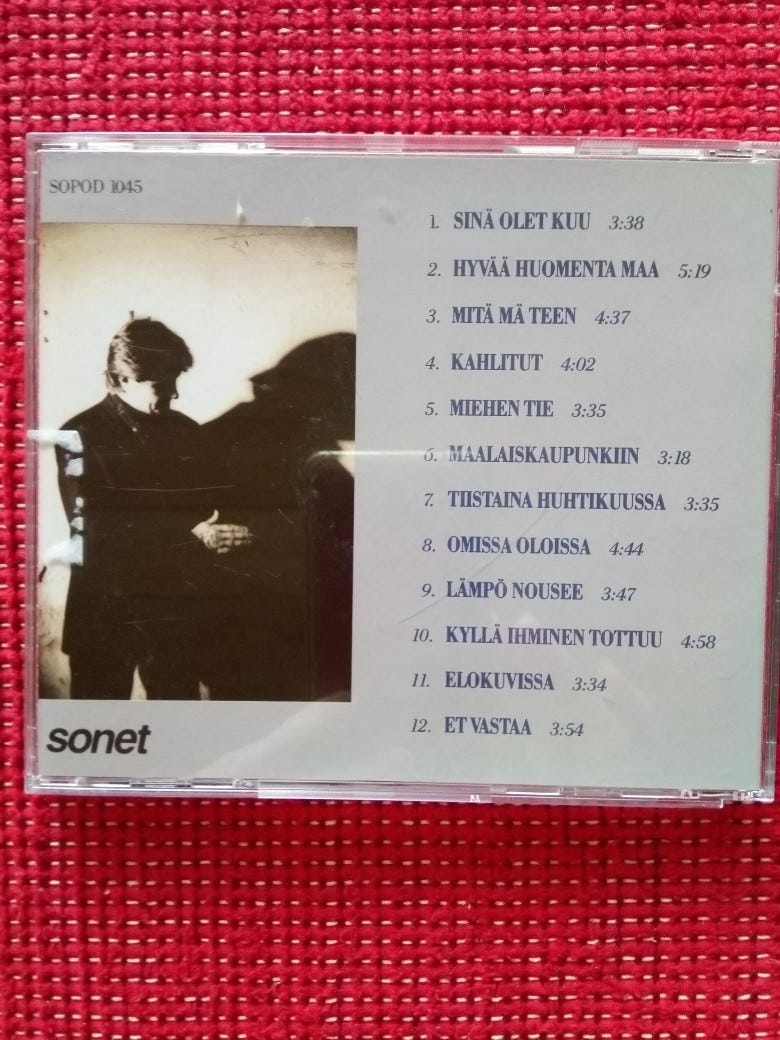 SOPOD 1045
1. SINÄ OLET KUU 3:38
2. HYVÄÄ HUOMENTA MAA 5:19
3. MITÄ MÄ TEEN 4:37
4. KAHLITUT 4:02
5. MIEHEN TIE 3:35
6. MAALAISKAUPUNKIIN 3:18
7. TIISTAINA HUHTIKUUSSA 3:35
8. OMISSA OLOISSA 4:44
9. LÄMPÖ NOUSEE 3:47
10. KYLLÄ IHMINEN TOTTUU 4:58
11. ELOKUVISSA 3:34
12. ET VASTAA 3:54
sonet